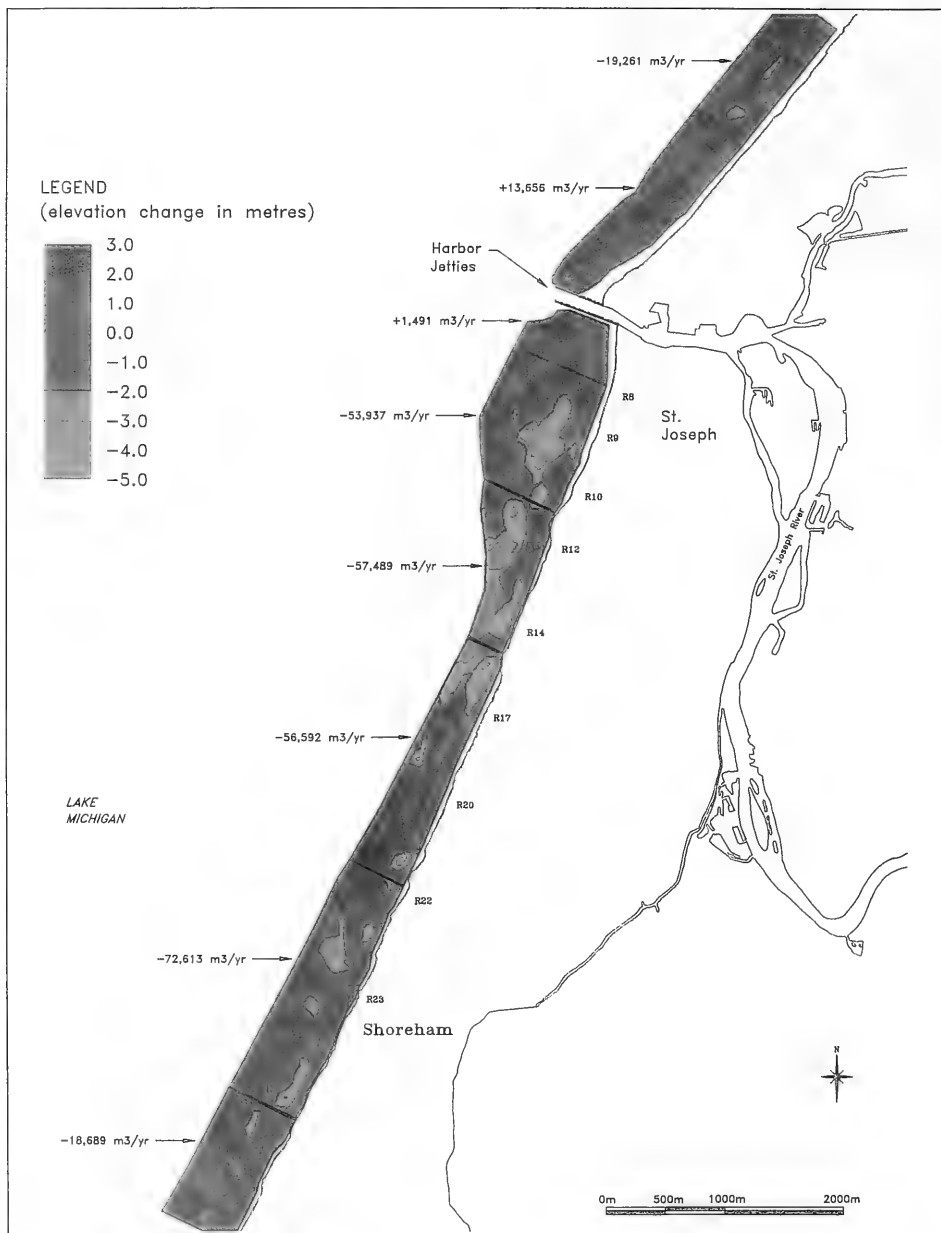 -19,261 m3/yr
LEGEND
(elevation change in metres)
3.0
2.0
1.0
0.0
-1.0
-2.0
-3.0
-4.0
-5.0
+13,656 m3/yr
Harbor
Jetties
+1,491 m3/yr
-53,937 m3/yr
R8
St.
Joseph
R9
R10
R12
-57,489 m3/yr
St. Joseph River
R14
R17
-56,592 m3/yr
LAKE
MICHIGAN
R20
R22
-72,613 m3/yr
R23
Shoreham
N
-18,689 m3/yr
0m 500m 1000m 2000m